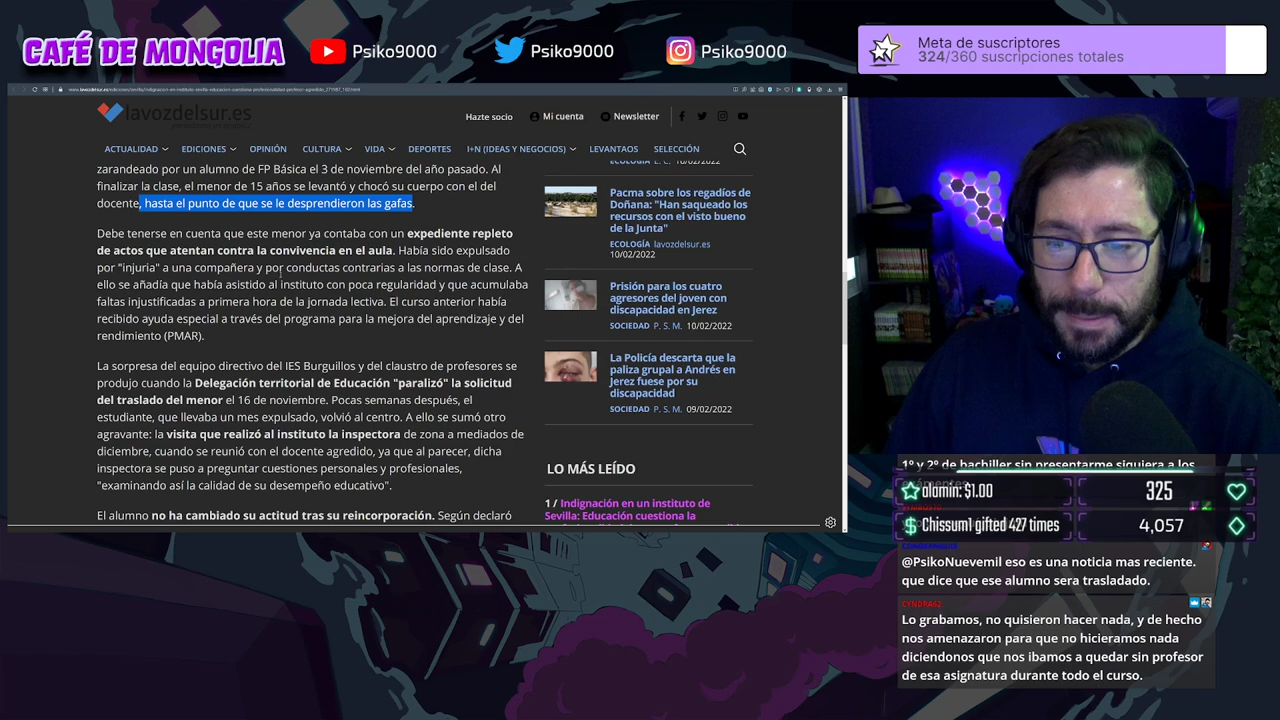 CAFÉ DE MONGOLIA
Psiko9000
Psiko9000
Psiko9000
Meta de suscriptores
324/360 suscripciones totales
lavozdelsur.es
Hazte socio
Mi cuenta
Newsletter
ACTUALIDAD
EDICIONES
OPINIÓN
CULTURA
VIDA
DEPORTES
I+N (IDEAS Y NEGOCIOS)
LEVANTAOS
SELECCIÓN
zarandeado por un alumno de FP Básica el 3 de noviembre del año pasado. Al
finalizar la clase, el menor de 15 años se levantó y chocó su cuerpo con el del
docente, hasta el punto de que se le desprendieron las gafas.
Debe tenerse en cuenta que este menor ya contaba con un expediente repleto
de actos que atentan contra la convivencia en el aula. Había sido expulsado
por "injuria" a una compañera y por conductas contrarias a las normas de clase. A
ello se añadía que había asistido al instituto con poca regularidad y que acumulaba
faltas injustificadas a primera hora de la jornada lectiva. El curso anterior había
recibido ayuda especial a través del programa para la mejora del aprendizaje y del
rendimiento (PMAR).
La sorpresa del equipo directivo del IES Burguillos y del claustro de profesores se
produjo cuando la Delegación territorial de Educación "paralizó" la solicitud
del traslado del menor el 16 de noviembre. Pocas semanas después, el
estudiante, que llevaba un mes expulsado, volvió al centro. A ello se sumó otro
agravante: la visita que realizó al instituto la inspectora de zona a mediados de
diciembre, cuando se reunió con el docente agredido, ya que al parecer, dicha
inspectora se puso a preguntar cuestiones personales y profesionales,
"examinando así la calidad de su desempeño educativo".
El alumno no ha cambiado su actitud tras su reincorporación. Según declaró
ECOLOGÍA E. C. 10/02/2022
Pacma sobre los regadíos de
Doñana: "Han saqueado los
recursos con el visto bueno
de la Junta"
ECOLOGÍA lavozdelsur.es
10/02/2022
Prisión para los cuatro
agresores del joven con
discapacidad en Jerez
SOCIEDAD P. S. M. 10/02/2022
La Policía descarta que la
paliza grupal a Andrés en
Jerez fuese por su
discapacidad
SOCIEDAD P. S. M. 09/02/2022
LO MÁS LEÍDO
1 / Indignación en un instituto de
Sevilla: Educación cuestiona la
1º y 2º de bachiller sin presentarme siquiera a los
alamin: $1.00
325
Chissum1 gifted 427 times
4,057
@PsikoNuevemil eso es una noticia mas reciente.
que dice que ese alumno sera trasladado.
CYNDRA62
Lo grabamos, no quisieron hacer nada, y de hecho
nos amenazaron para que no hicieramos nada
diciendonos que nos ibamos a quedar sin profesor
de esa asignatura durante todo el curso.